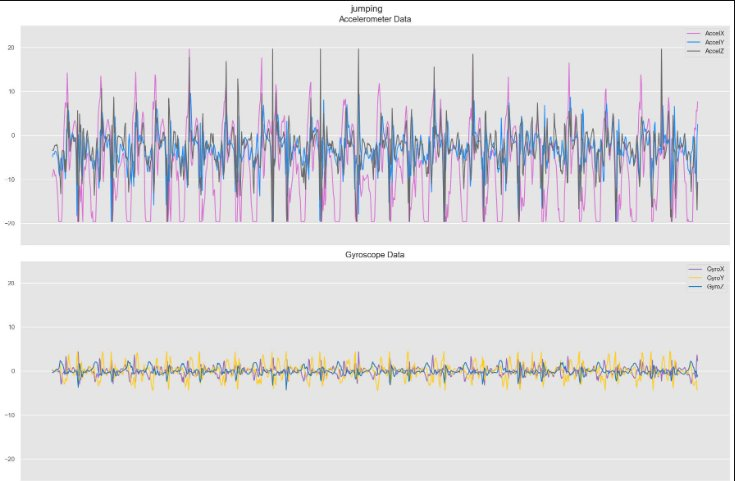 jumping
Accelerometer Data
AccelX
AccelY
AccelZ
20
10
0
−10
−20
Gyroscope Data
GyroX
GyroY
GyroZ
20
10
0
−10
−20